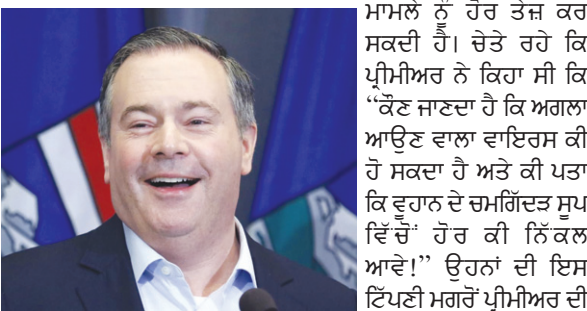 ਮਾਮਲੇ ਨੂੰ ਹੋਰ ਤੇਜ਼ ਕਰ
ਸਕਦੀ ਹੈ। ਚੇਤੇ ਰਹੇ ਕਿ
ਪ੍ਰੀਮੀਅਰ ਨੇ ਕਿਹਾ ਸੀ ਕਿ
“ਕੌਣ ਜਾਣਦਾ ਹੈ ਕਿ ਅਗਲਾ
ਆਉਣ ਵਾਲਾ ਵਾਇਰਸ ਕੀ
ਹੋ ਸਕਦਾ ਹੈ ਅਤੇ ਕੀ ਪਤਾ
ਕਿ ਵੂਹਾਨ ਦੇ ਚਮਗਿੱਦੜ ਸੂਪ
ਵਿੱਚੋਂ ਹੋਰ ਕੀ ਨਿੱਕਲ
ਆਵੇ!” ਉਹਨਾਂ ਦੀ ਇਸ
ਟਿੱਪਣੀ ਮਗਰੋਂ ਪ੍ਰੀਮੀਅਰ ਦੀ